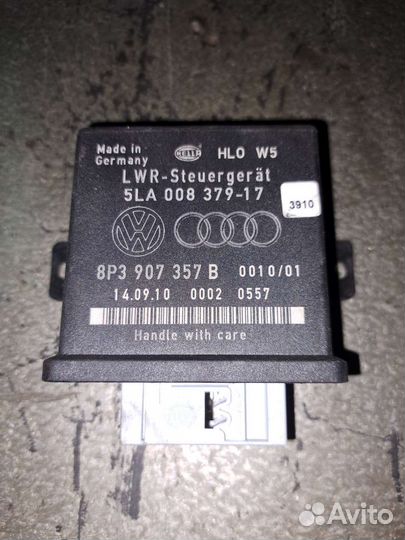 Made in
Germany
HELLA
HLO W5
LWR-Steuergerät
5LA 008 379-17
3910
8P3 907 357 B 0010/01
14.09.10 0002 0557
Handle with care
Avito